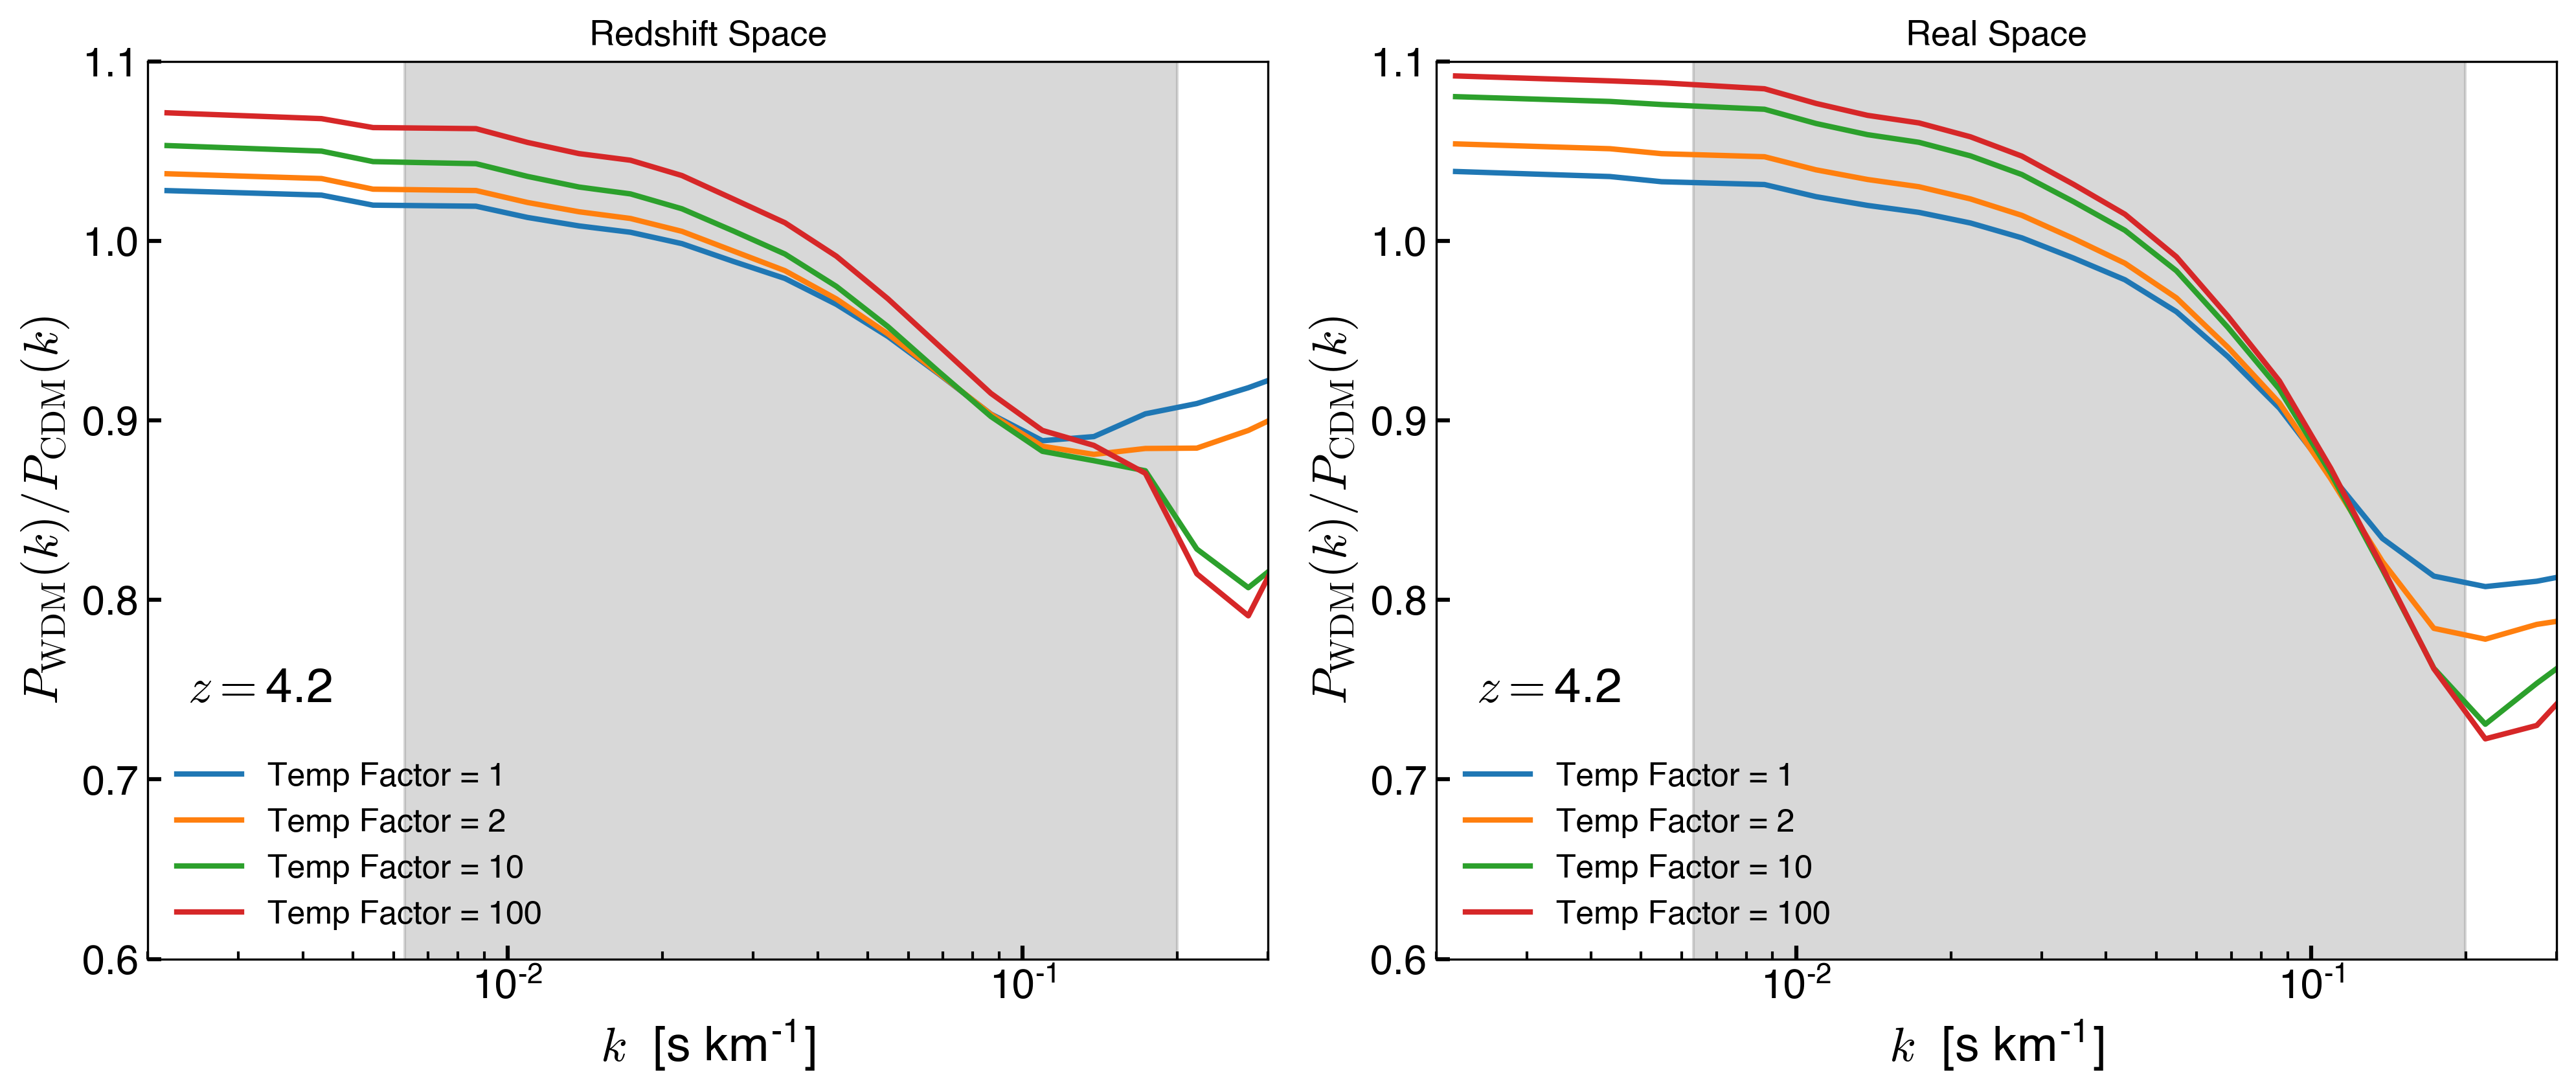 Redshift Space
1.1
1.0
0.9
0.8
0.7
0.6
P_WDM(k)/P_CDM(k)
z = 4.2
Temp Factor = 1
Temp Factor = 2
Temp Factor = 10
Temp Factor = 100
10^-2
10^-1
k [s km^-1]
Real Space
1.1
1.0
0.9
0.8
0.7
0.6
P_WDM(k)/P_CDM(k)
z = 4.2
Temp Factor = 1
Temp Factor = 2
Temp Factor = 10
Temp Factor = 100
10^-2
10^-1
k [s km^-1]